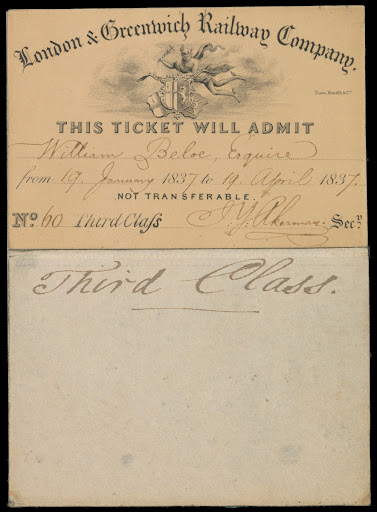 London & Greenwich Railway Company.
THIS TICKET WILL ADMIT
William Beloe, Esquire
from 19 January 1837 to 19 April 1837.
NOT TRANSFERABLE.
No. 60 Third Class J Y Akerman Secy.
Third Class.